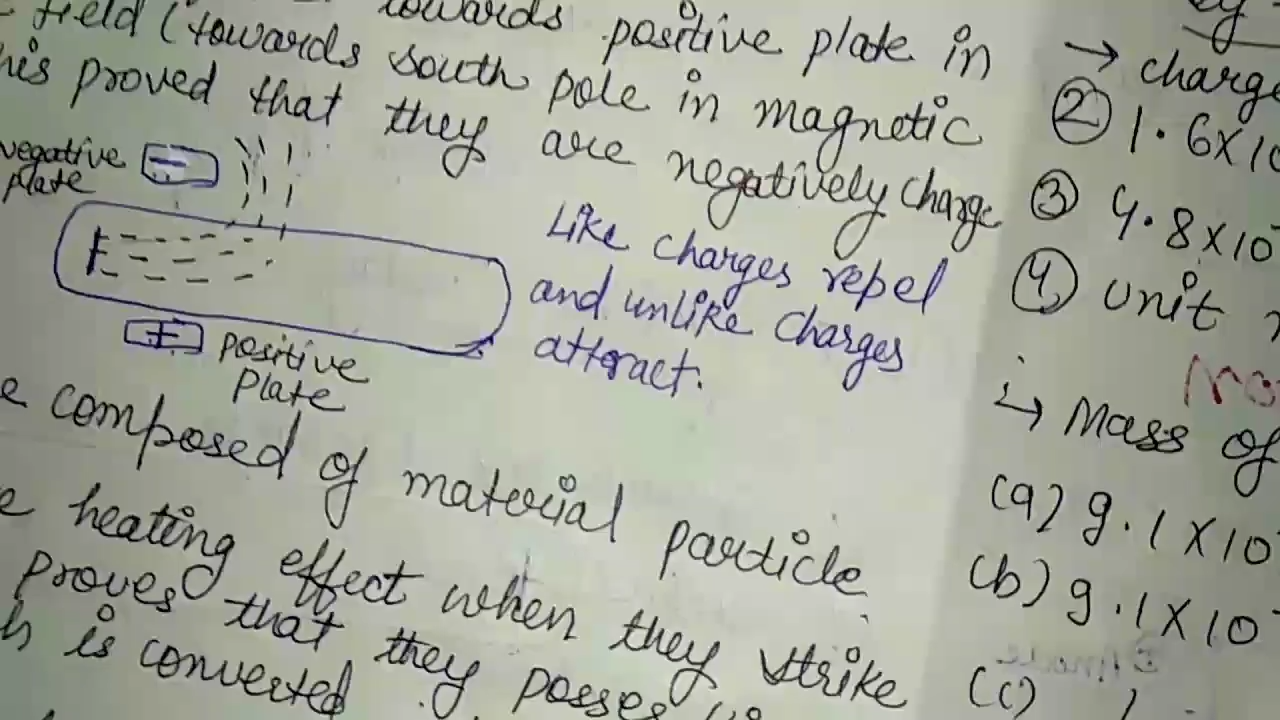 field (towards towards positive plate in
his proved that south pole in magnetic
they are negatively charge
negative
plate
−
+
positive
plate
Like charges repel
and unlike charges
attract.
e composed of material particle
e heating effect when they strike
proves that they posses
h is converted
→ charge
② 1.6×10
③ 4.8×10
④ unit
↳ Mass of
(a) 9.1×10
(b) 9.1×10
(c)